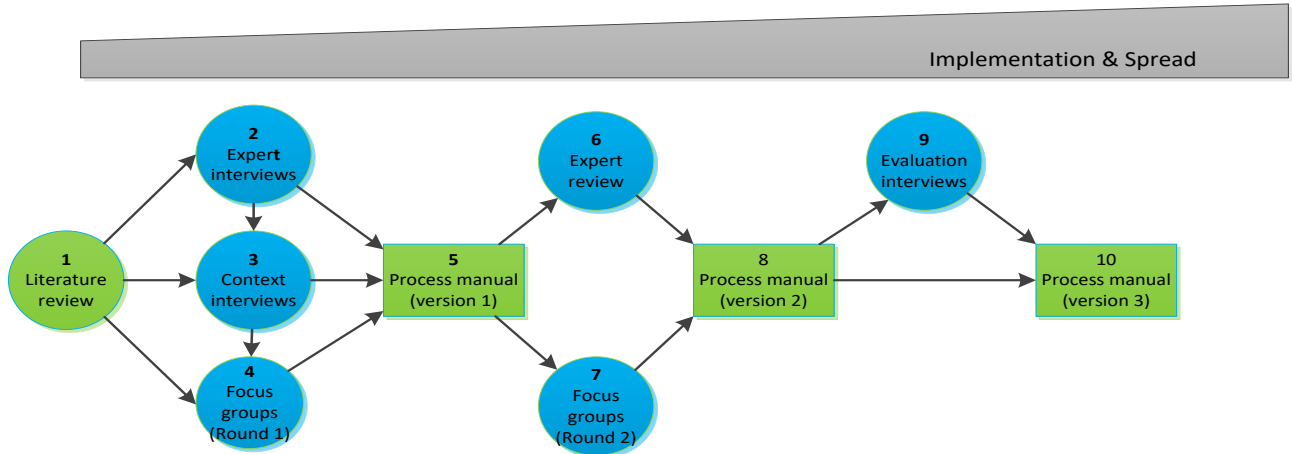 Implementation & Spread
1
Literature
review
2
Expert
interviews
3
Context
interviews
4
Focus
groups
(Round 1)
5
Process manual
(version 1)
6
Expert
review
7
Focus
groups
(Round 2)
8
Process manual
(version 2)
9
Evaluation
interviews
10
Process manual
(version 3)